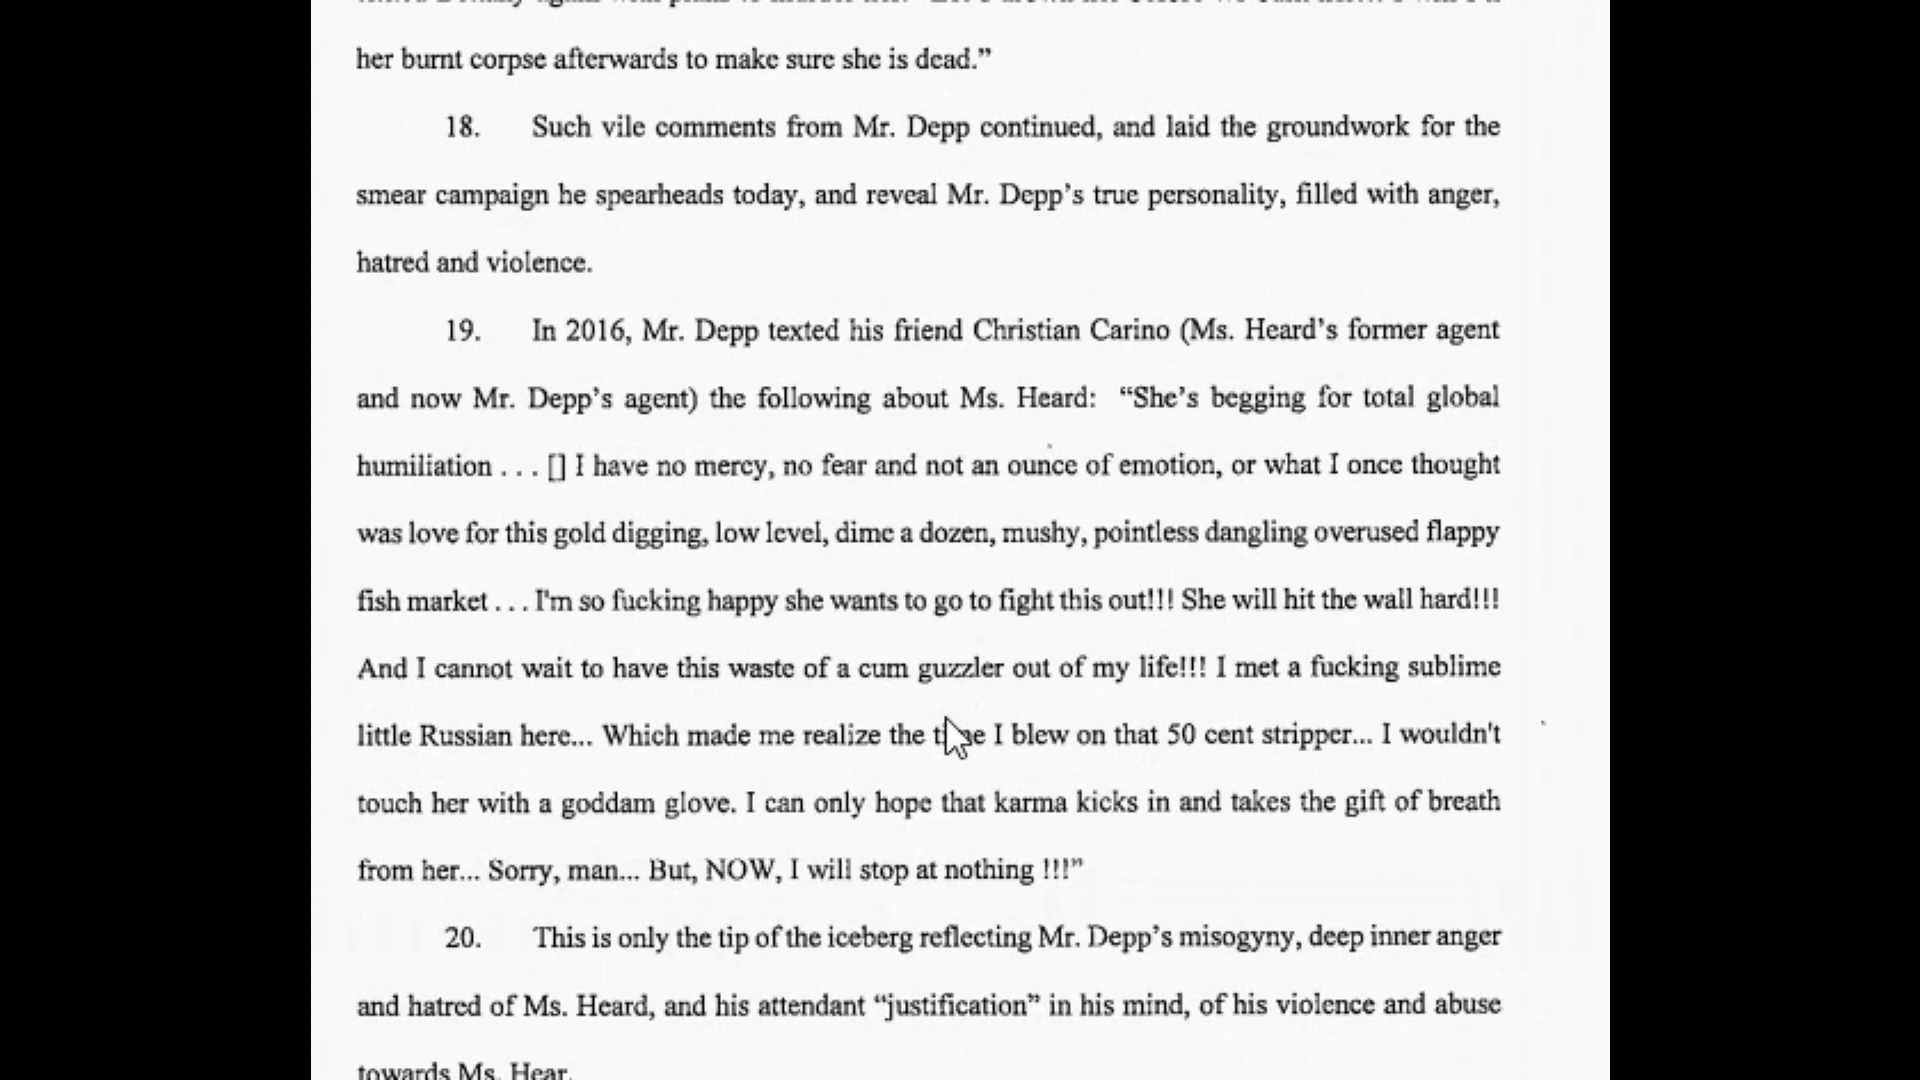 her burnt corpse afterwards to make sure she is dead.”
18. Such vile comments from Mr. Depp continued, and laid the groundwork for the
smear campaign he spearheads today, and reveal Mr. Depp’s true personality, filled with anger,
hatred and violence.
19. In 2016, Mr. Depp texted his friend Christian Carino (Ms. Heard’s former agent
and now Mr. Depp’s agent) the following about Ms. Heard: “She’s begging for total global
humiliation . . . [] I have no mercy, no fear and not an ounce of emotion, or what I once thought
was love for this gold digging, low level, dime a dozen, mushy, pointless dangling overused flappy
fish market . . . I'm so fucking happy she wants to go to fight this out!!! She will hit the wall hard!!!
And I cannot wait to have this waste of a cum guzzler out of my life!!! I met a fucking sublime
little Russian here... Which made me realize the time I blew on that 50 cent stripper... I wouldn't
touch her with a goddam glove. I can only hope that karma kicks in and takes the gift of breath
from her... Sorry, man... But, NOW, I will stop at nothing !!!”
20. This is only the tip of the iceberg reflecting Mr. Depp’s misogyny, deep inner anger
and hatred of Ms. Heard, and his attendant “justification” in his mind, of his violence and abuse
towards Ms. Hear.